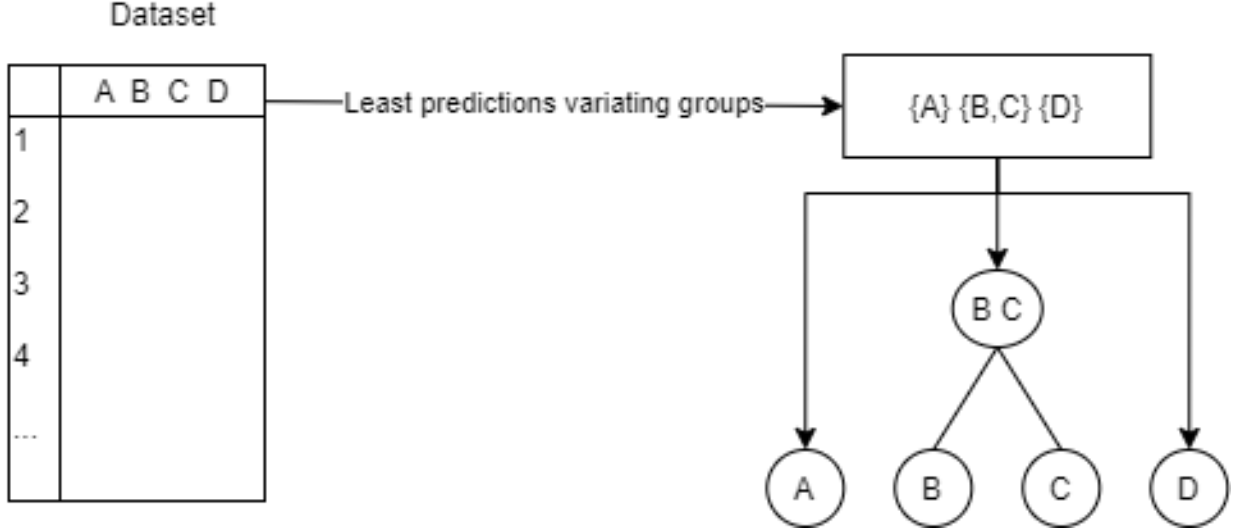 Dataset
A B C D
Least predictions variating groups
{A} {B,C} {D}
1
2
3
B C
4
...
A
B
C
D